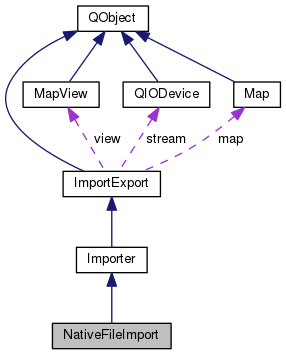 QObject
MapView
QIODevice
Map
view
stream
map
ImportExport
Importer
NativeFileImport